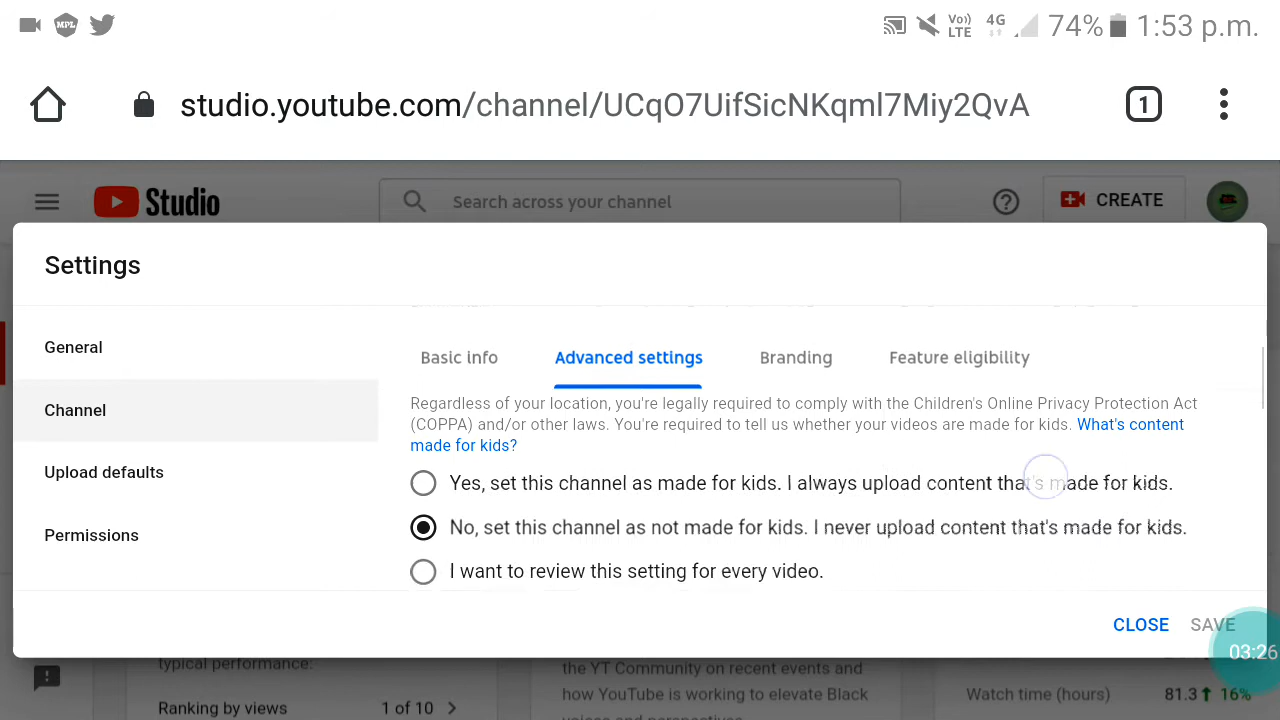 MPL
Vo))
LTE
4G
74%
1:53 p.m.
studio.youtube.com/channel/UCqO7UifSicNKqml7Miy2QvA
1
Studio
Search across your channel
CREATE
Settings
General
Channel
Upload defaults
Permissions
Basic info
Advanced settings
Branding
Feature eligibility
Regardless of your location, you're legally required to comply with the Children's Online Privacy Protection Act
(COPPA) and/or other laws. You're required to tell us whether your videos are made for kids. What's content
made for kids?
Yes, set this channel as made for kids. I always upload content that's made for kids.
No, set this channel as not made for kids. I never upload content that's made for kids.
I want to review this setting for every video.
CLOSE
SAVE
03:26
typical performance:
Ranking by views
1 of 10
the YT Community on recent events and
how YouTube is working to elevate Black
Watch time (hours)
81.3
16%